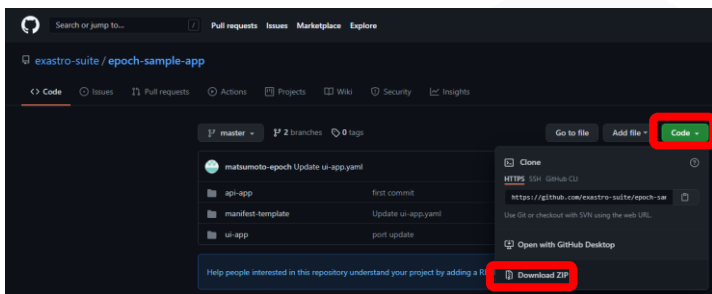 Search or jump to... / Pull requests Issues Marketplace Explore
exastro-suite / epoch-sample-app
<> Code Issues Pull requests Actions Projects Wiki Security Insights
master 2 branches 0 tags Go to file Add file Code
matsumoto-epoch Update ui-app.yaml
api-app first commit
manifest-template Update ui-app.yaml
ui-app port update
Help people interested in this repository understand your project by adding a
Clone
HTTPS SSH GitHub CLI
https://github.com/exastro-suite/epoch-sam
Use Git or checkout with SVN using the web URL.
Open with GitHub Desktop
Download ZIP